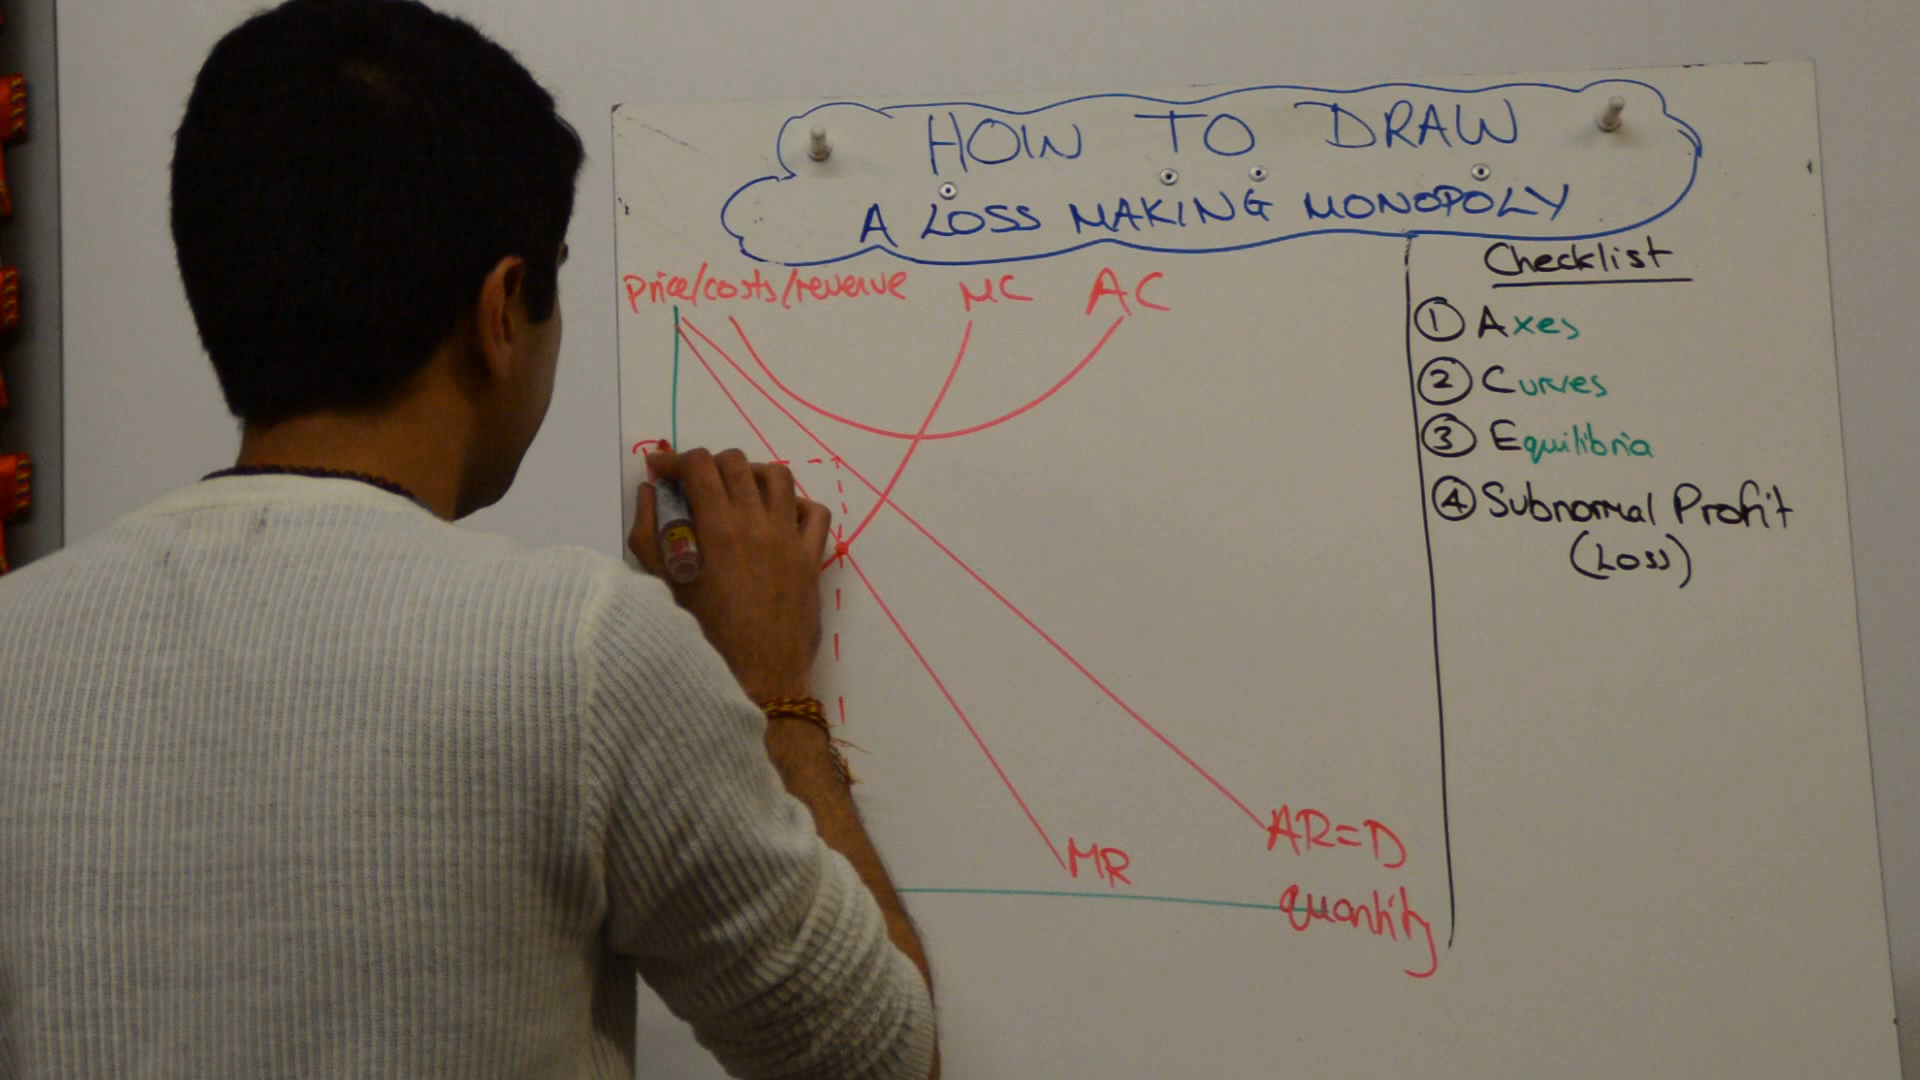 HOW TO DRAW
A LOSS MAKING MONOPOLY
Price/costs/revenue
MC
AC
MR
AR=D
quantity
Checklist
① Axes
② Curves
③ Equilibria
④ Subnormal Profit
(Loss)